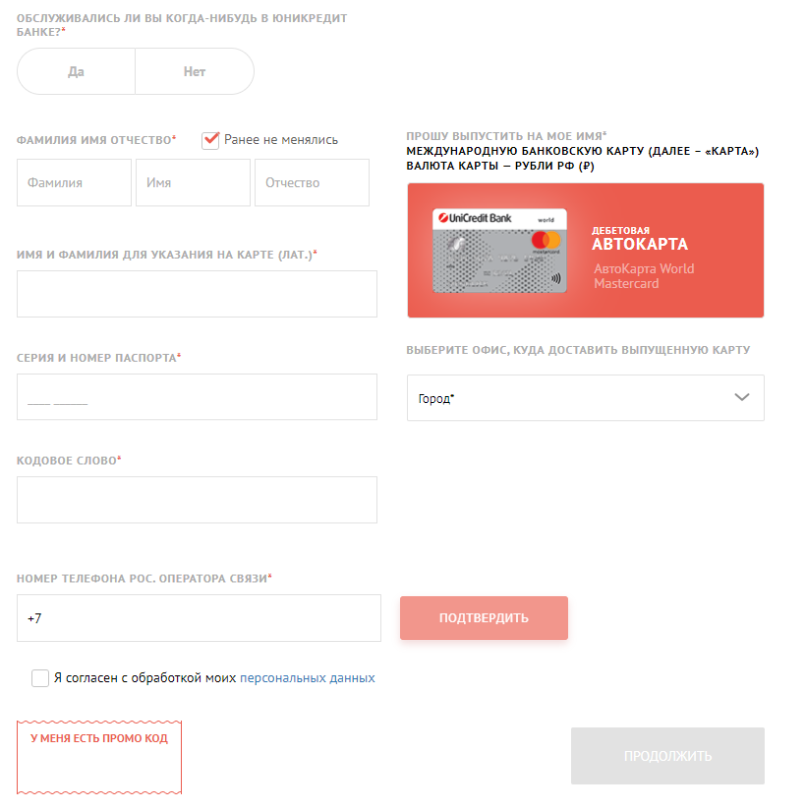 ОБСЛУЖИВАЛИСЬ ЛИ ВЫ КОГДА-НИБУДЬ В ЮНИКРЕДИТ
БАНКЕ?*
Да
Нет
ФАМИЛИЯ ИМЯ ОТЧЕСТВО*
Ранее не менялись
Фамилия
Имя
Отчество
ИМЯ И ФАМИЛИЯ ДЛЯ УКАЗАНИЯ НА КАРТЕ (ЛАТ.)*
СЕРИЯ И НОМЕР ПАСПОРТА*
____ ______
КОДОВОЕ СЛОВО*
ПРОШУ ВЫПУСТИТЬ НА МОЕ ИМЯ*
МЕЖДУНАРОДНУЮ БАНКОВСКУЮ КАРТУ (ДАЛЕЕ – «КАРТА»)
ВАЛЮТА КАРТЫ — РУБЛИ РФ (₽)
UniCredit Bank
world
mastercard
ДЕБЕТОВАЯ
АВТОКАРТА
АвтоКарта World
Mastercard
ВЫБЕРИТЕ ОФИС, КУДА ДОСТАВИТЬ ВЫПУЩЕННУЮ КАРТУ
Город*
НОМЕР ТЕЛЕФОНА РОС. ОПЕРАТОРА СВЯЗИ*
+7
ПОДТВЕРДИТЬ
Я согласен с обработкой моих персональных данных
У МЕНЯ ЕСТЬ ПРОМО КОД
ПРОДОЛЖИТЬ